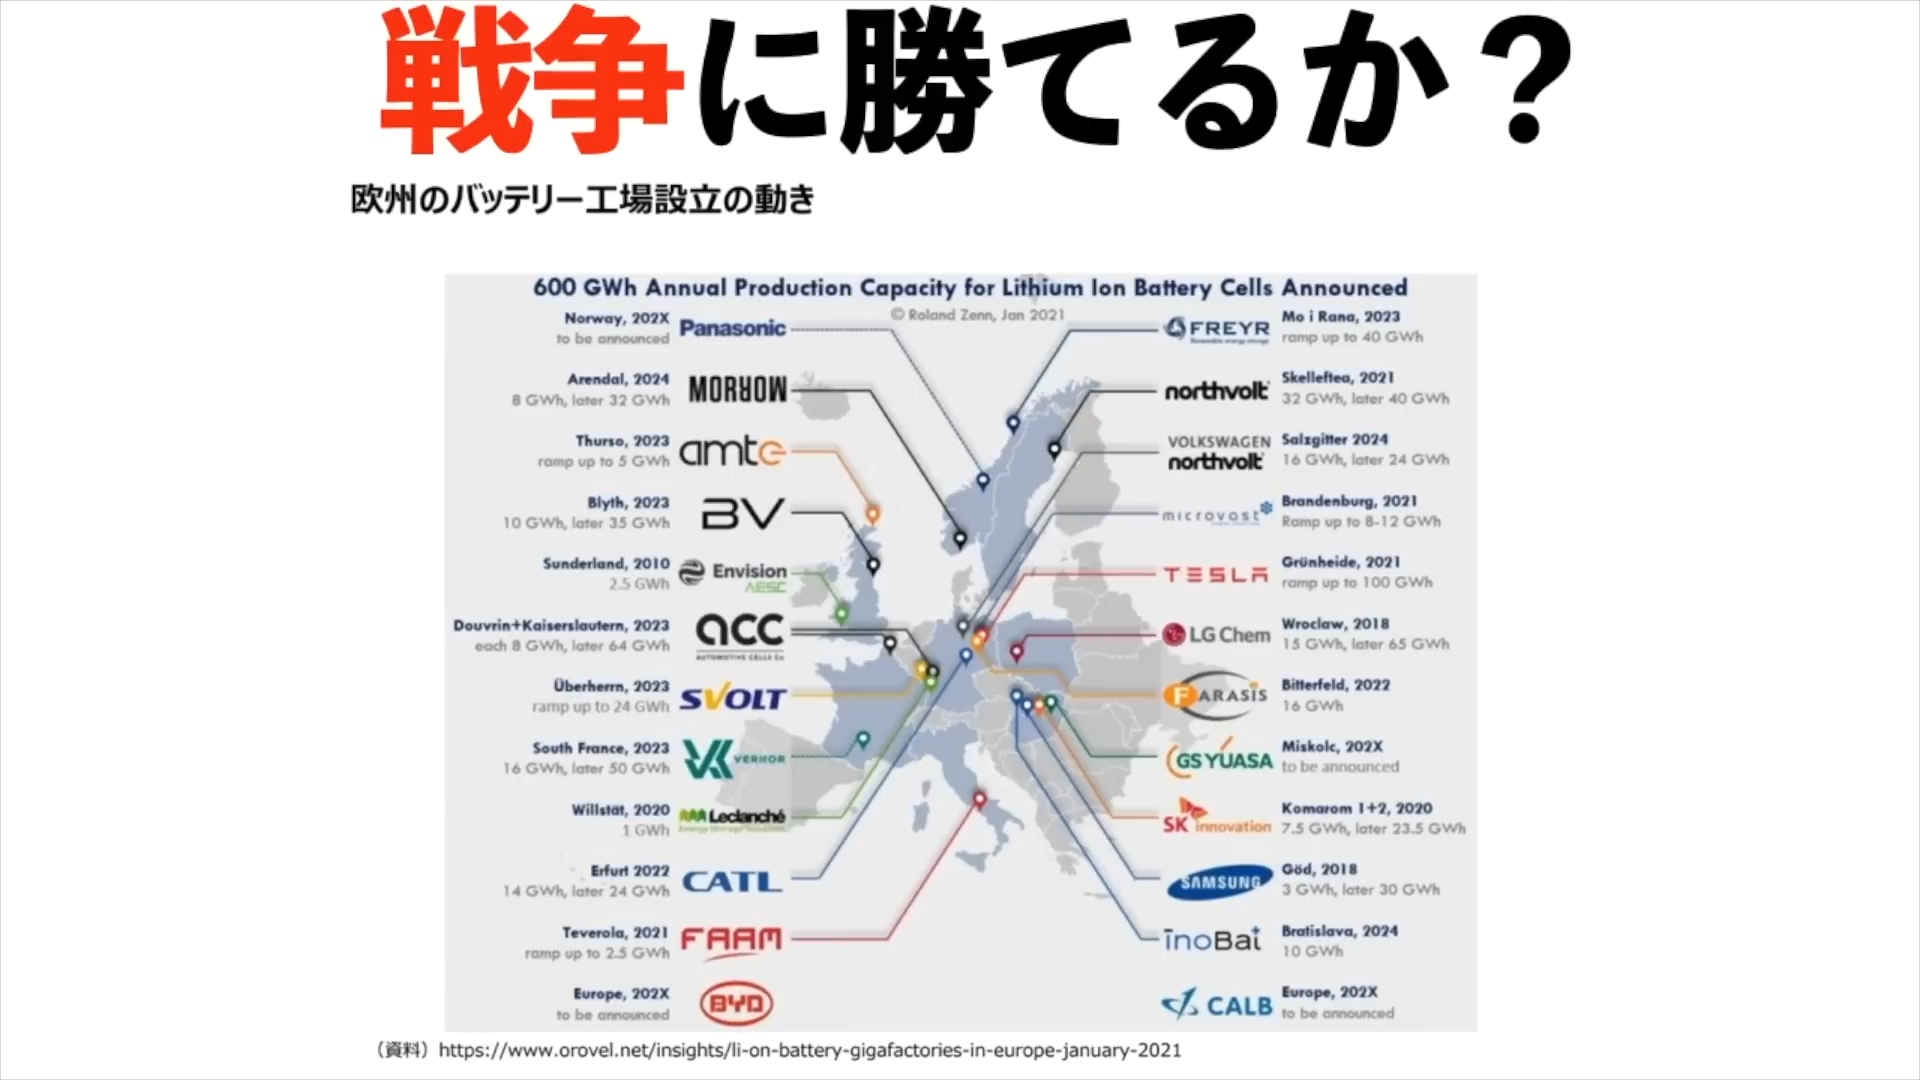 戦争に勝てるか？
欧州のバッテリー工場設立の動き
600 GWh Annual Production Capacity for Lithium Ion Battery Cells Announced
© Roland Zenn, Jan 2021
Norway, 202X
to be announced
Panasonic
Arendal, 2024
8 GWh, later 32 GWh
MORROW
Thurso, 2023
ramp up to 5 GWh
amte
Blyth, 2023
10 GWh, later 35 GWh
BV
Sunderland, 2010
2.5 GWh
Envision
AESC
Douvrin+Kaiserslautern, 2023
each 8 GWh, later 64 GWh
acc
AUTOMOTIVE CELLS Co
Überherrn, 2023
ramp up to 24 GWh
SVOLT
South France, 2023
16 GWh, later 50 GWh
VERKOR
Willstät, 2020
1 GWh
Leclanché
Energy Storage Solutions
Erfurt 2022
14 GWh, later 24 GWh
CATL
Teverola, 2021
ramp up to 2.5 GWh
FAAM
Europe, 202X
to be announced
BYD
FREYR
Mo i Rana, 2023
ramp up to 40 GWh
northvolt
Skelleftea, 2021
32 GWh, later 40 GWh
VOLKSWAGEN
northvolt
Salzgitter 2024
16 GWh, later 24 GWh
microvast
Brandenburg, 2021
Ramp up to 8-12 GWh
TESLA
Grünheide, 2021
ramp up to 100 GWh
LG Chem
Wroclaw, 2018
15 GWh, later 65 GWh
FARASIS
Bitterfeld, 2022
16 GWh
GS YUASA
Miskolc, 202X
to be announced
SK innovation
Komarom 1+2, 2020
7.5 GWh, later 23.5 GWh
SAMSUNG
Göd, 2018
3 GWh, later 30 GWh
inoBat
Bratislava, 2024
10 GWh
CALB
Europe, 202X
to be announced
（資料）https://www.orovel.net/insights/li-on-battery-gigafactories-in-europe-january-2021